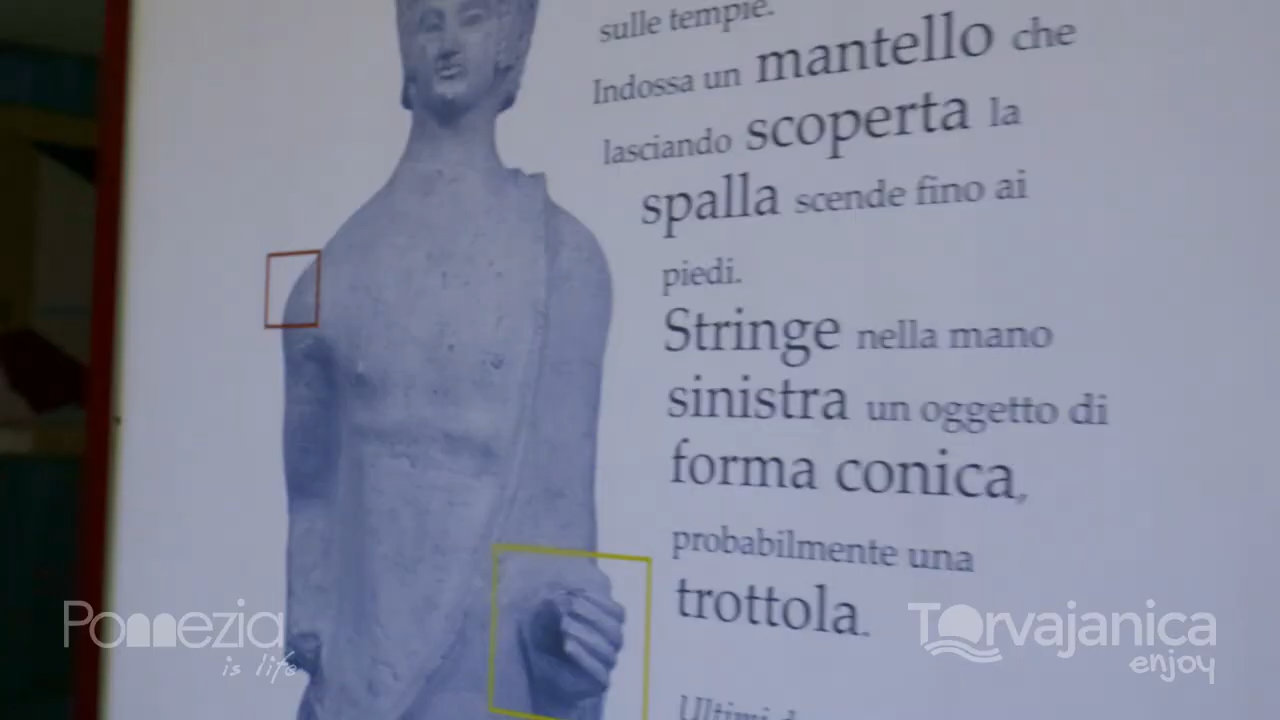 sulle tempie.
Indossa un mantello che
lasciando scoperta la
spalla scende fino ai
piedi.
Stringe nella mano
sinistra un oggetto di
forma conica,
probabilmente una
trottola.
Ultimi
Pomezia
is life
Torvajanica
enjoy